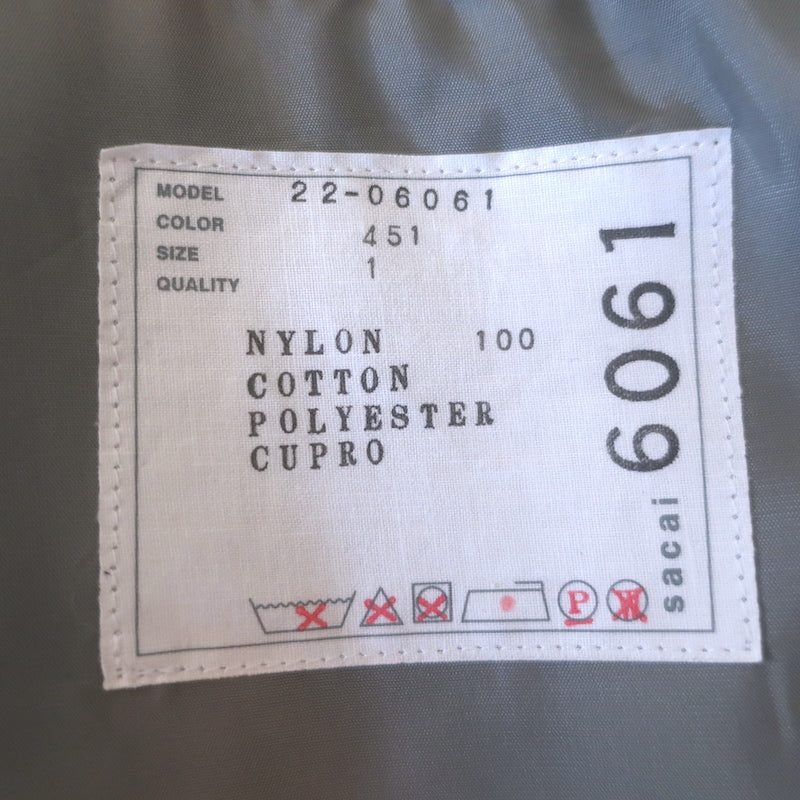 MODEL 22-06061
COLOR 451
SIZE 1
QUALITY
NYLON 100
COTTON
POLYESTER
CUPRO
P W
sacai 6061